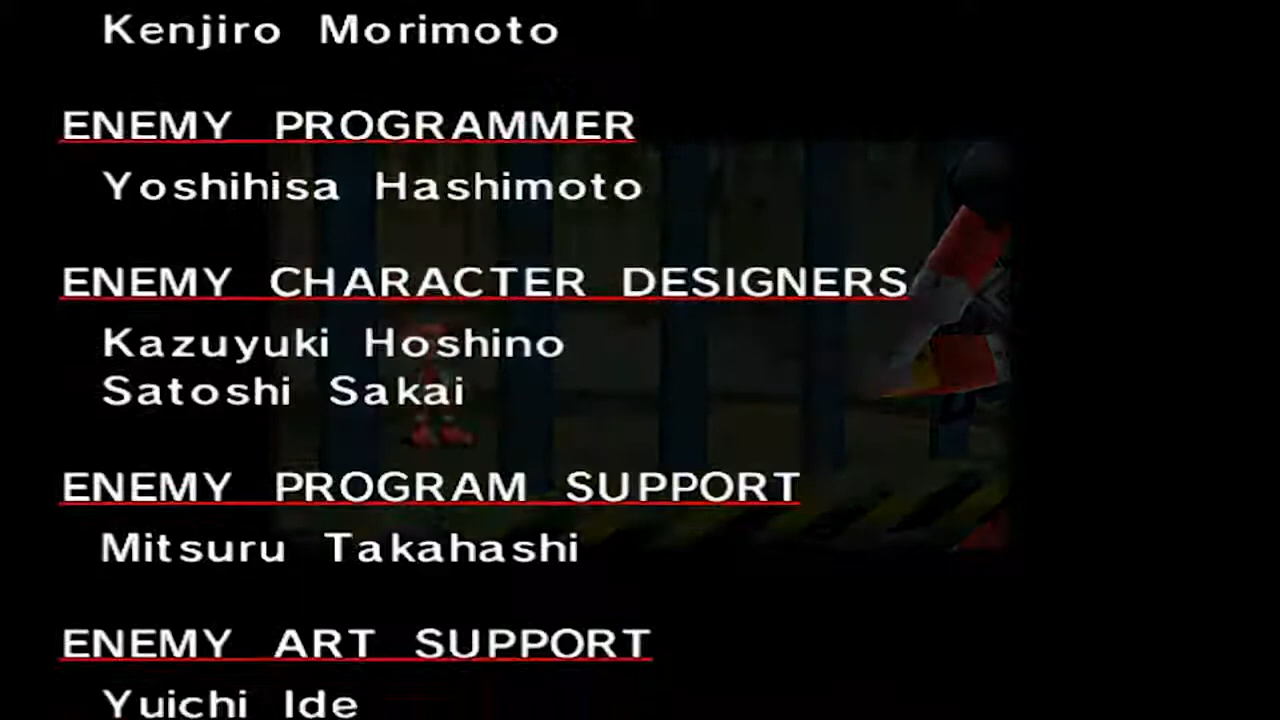 Kenjiro Morimoto
ENEMY PROGRAMMER
Yoshihisa Hashimoto
ENEMY CHARACTER DESIGNERS
Kazuyuki Hoshino
Satoshi Sakai
ENEMY PROGRAM SUPPORT
Mitsuru Takahashi
ENEMY ART SUPPORT
Yuichi Ide